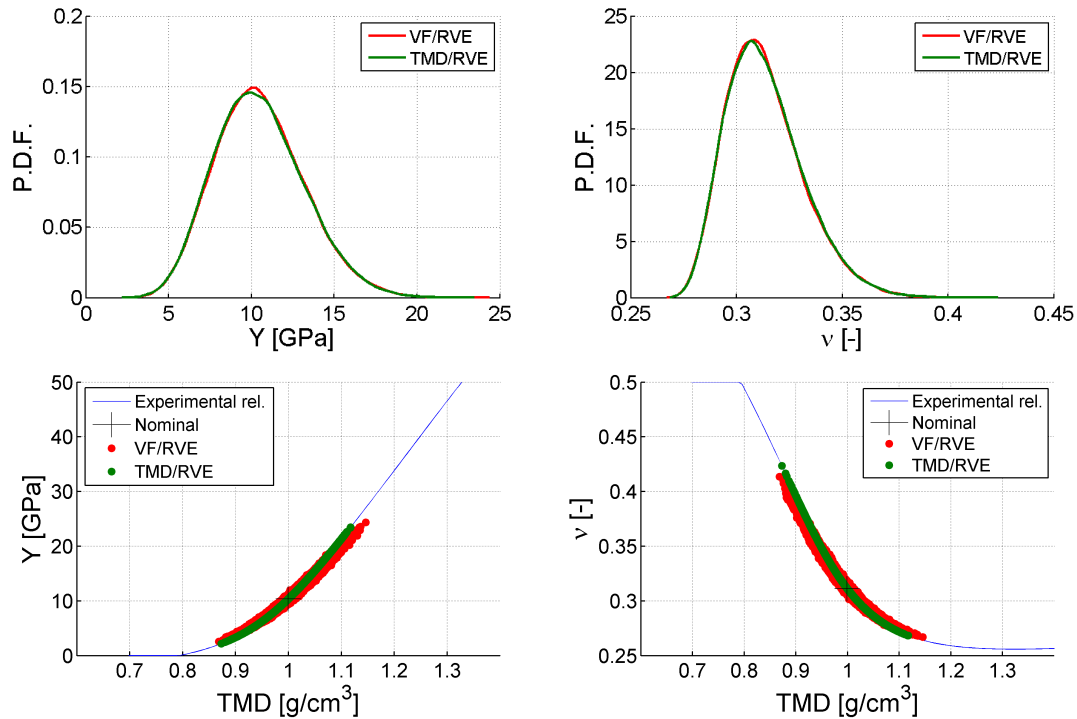 0.2
0.15
0.1
0.05
0
P.D.F.
0 5 10 15 20 25
Y [GPa]
VF/RVE
TMD/RVE
25
20
15
10
5
0
P.D.F.
0.25 0.3 0.35 0.4 0.45
ν [-]
VF/RVE
TMD/RVE
50
40
30
20
10
0
Y [GPa]
0.7 0.8 0.9 1 1.1 1.2 1.3
TMD [g/cm³]
Experimental rel.
Nominal
VF/RVE
TMD/RVE
0.5
0.45
0.4
0.35
0.3
0.25
ν [-]
0.7 0.8 0.9 1 1.1 1.2 1.3
TMD [g/cm³]
Experimental rel.
Nominal
VF/RVE
TMD/RVE